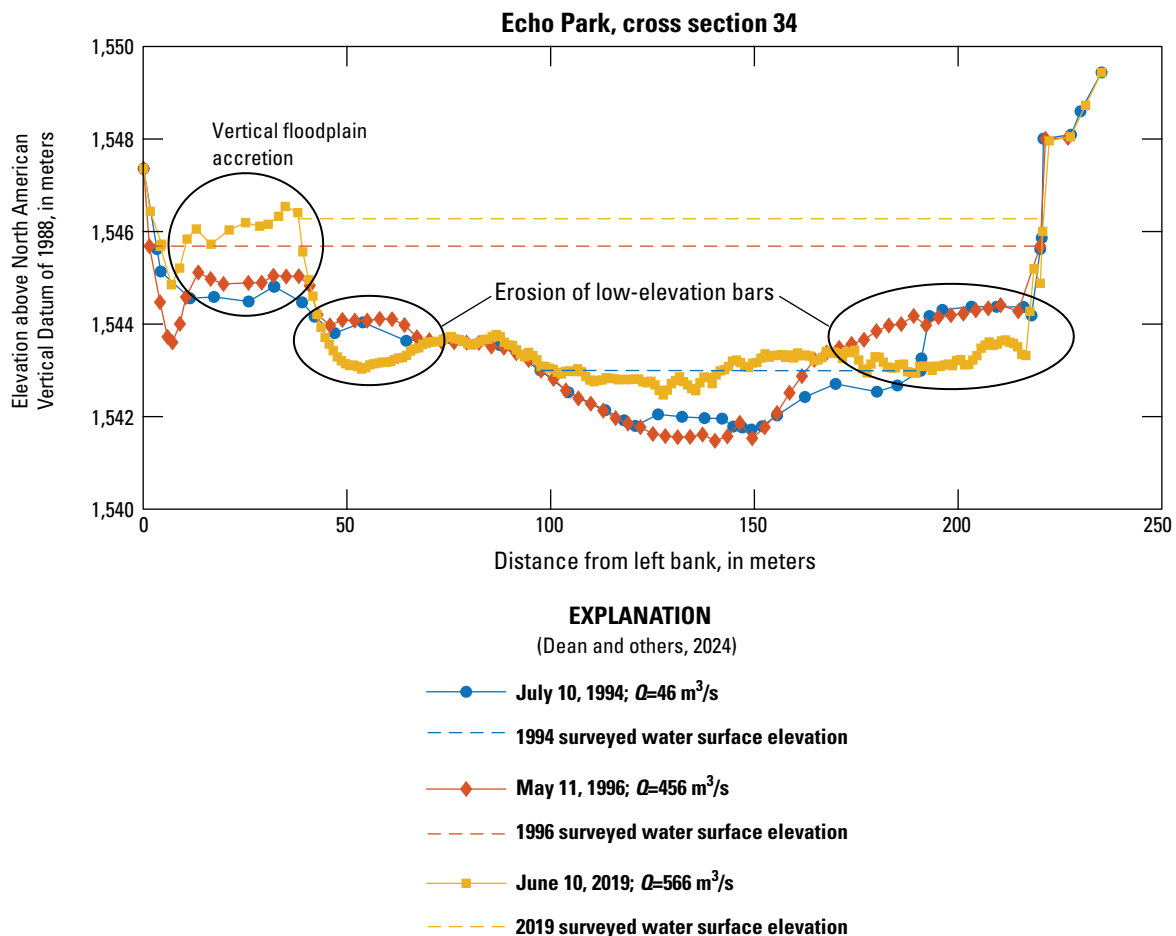 Echo Park, cross section 34
Elevation above North American
Vertical Datum of 1988, in meters
1,550
1,548
1,546
1,544
1,542
1,540
Vertical floodplain
accretion
Erosion of low-elevation bars
0
50
100
150
200
250
Distance from left bank, in meters
EXPLANATION
(Dean and others, 2024)
July 10, 1994; Q=46 m³/s
1994 surveyed water surface elevation
May 11, 1996; Q=456 m³/s
1996 surveyed water surface elevation
June 10, 2019; Q=566 m³/s
2019 surveyed water surface elevation